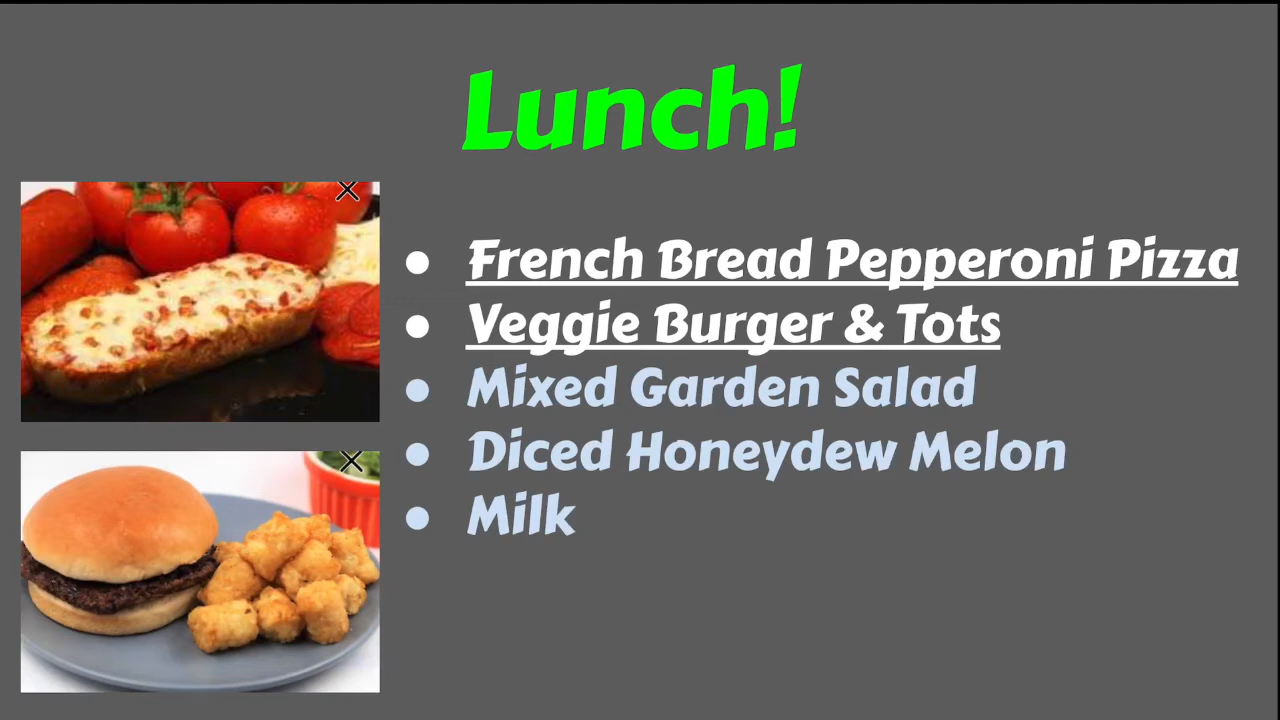 Lunch!
● French Bread Pepperoni Pizza
● Veggie Burger & Tots
● Mixed Garden Salad
● Diced Honeydew Melon
● Milk